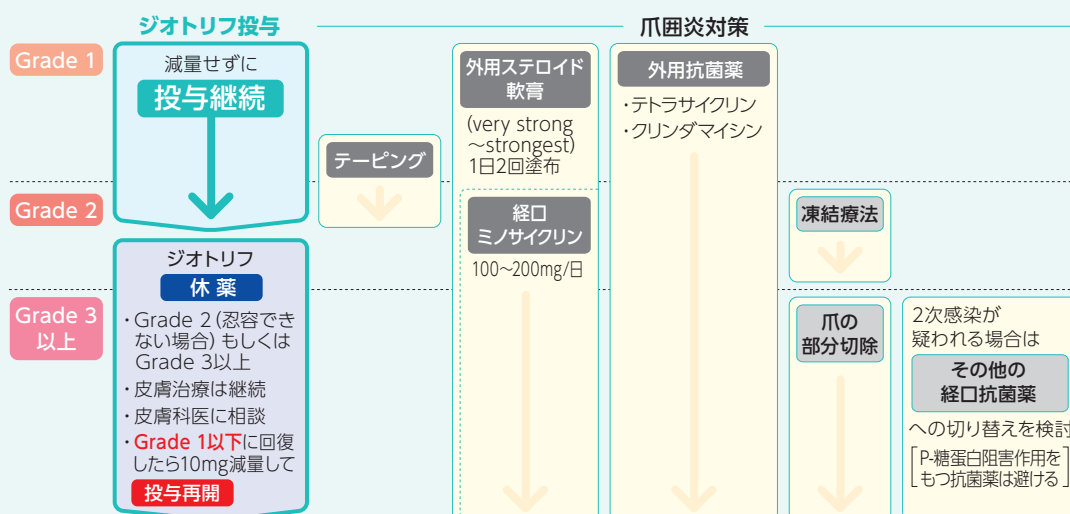 ジオトリフ投与
爪囲炎対策
Grade 1
減量せずに
投与継続
テーピング
外用ステロイド
軟膏
(very strong
～strongest)
1日2回塗布
外用抗菌薬
・テトラサイクリン
・クリンダマイシン
Grade 2
経口
ミノサイクリン
100～200mg/日
凍結療法
ジオトリフ
休薬
・Grade 2（忍容でき
ない場合）もしくは
Grade 3以上
・皮膚治療は継続
・皮膚科医に相談
・Grade 1以下に回復
したら10mg減量して
投与再開
Grade 3
以上
爪の
部分切除
2次感染が
疑われる場合は
その他の
経口抗菌薬
への切り替えを検討
[P-糖蛋白阻害作用を
もつ抗菌薬は避ける]